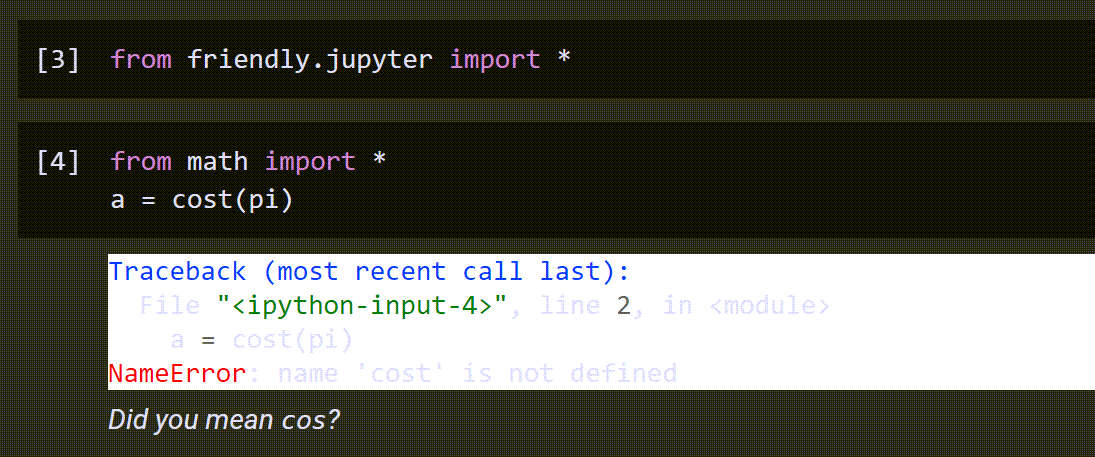 [3] from friendly.jupyter import *
[4] from math import *
a = cost(pi)
Traceback (most recent call last):
File "<ipython-input-4>", line 2, in <module>
a = cost(pi)
NameError: name 'cost' is not defined
Did you mean cos?